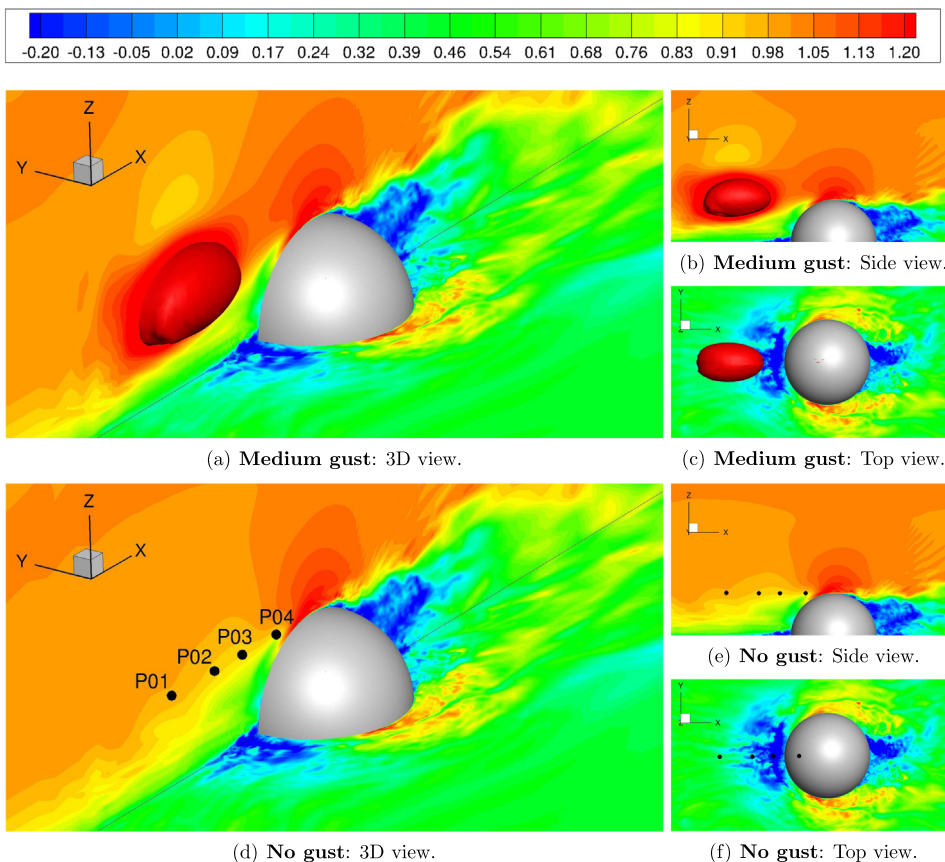 -0.20 -0.13 -0.05 0.02 0.09 0.17 0.24 0.32 0.39 0.46 0.54 0.61 0.68 0.76 0.83 0.91 0.98 1.05 1.13 1.20
Z
Y
X
(a) Medium gust: 3D view.
Z
Y
X
(b) Medium gust: Side view.
Y
Z
X
(c) Medium gust: Top view.
Z
Y
X
P04
P03
P02
P01
(d) No gust: 3D view.
Z
Y
X
(e) No gust: Side view.
Y
Z
X
(f) No gust: Top view.